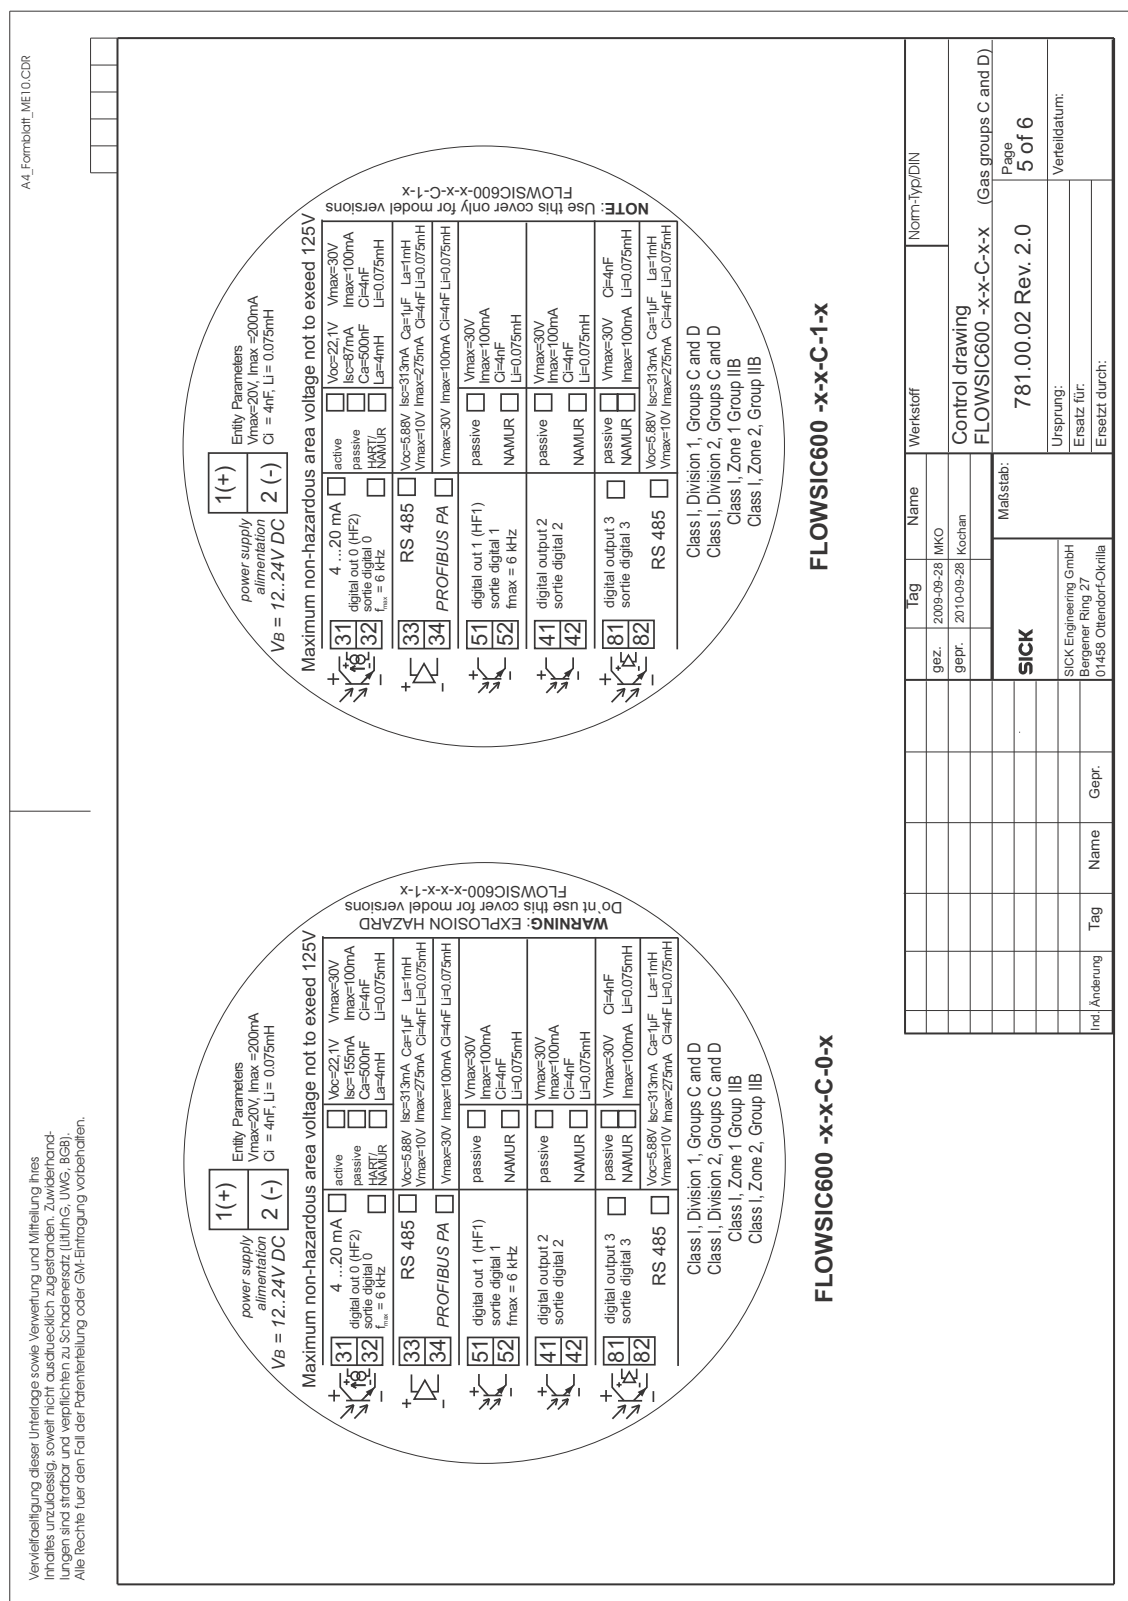 A4_Formblatt_ME10.CDR
Vervielfaeltigung dieser Unterlage sowie Verwertung und Mitteilung ihres
Inhaltes unzulaessig, soweit nicht ausdruecklich zugestanden. Zuwiderhand-
lungen sind strafbar und verpflichten zu Schadenersatz (LitUrhG, UWG, BGB).
Alle Rechte fuer den Fall der Patenterteilung oder GM-Eintragung vorbehalten.
power supply
alimentation
VB = 12..24V DC
1(+)
2 (-)
Entity Parameters
Vmax=20V, Imax =200mA
Ci = 4nF, Li = 0.075mH
Maximum non-hazardous area voltage not to exeed 125V
31
32
4 ...20 mA
digital out 0 (HF2)
sortie digital 0
fmax = 6 kHz
active
passive
HART/
NAMUR
Voc=22,1V Vmax=30V
Isc=155mA Imax=100mA
Ca=500nF Ci=4nF
La=4mH Li=0.075mH
33
34
RS 485
Voc=5.88V Isc=313mA Ca=1µF La=1mH
Vmax=10V Imax=275mA Ci=4nF Li=0.075mH
PROFIBUS PA
Vmax=30V Imax=100mA Ci=4nF Li=0.075mH
51
52
digital out 1 (HF1)
sortie digital 1
fmax = 6 kHz
passive
NAMUR
Vmax=30V
Imax=100mA
Ci=4nF
Li=0.075mH
41
42
digital output 2
sortie digital 2
passive
NAMUR
Vmax=30V
Imax=100mA
Ci=4nF
Li=0.075mH
81
82
digital output 3
sortie digital 3
passive
NAMUR
Vmax=30V Ci=4nF
Imax=100mA Li=0.075mH
RS 485
Voc=5.88V Isc=313mA Ca=1µF La=1mH
Vmax=10V Imax=275mA Ci=4nF Li=0.075mH
Class I, Division 1, Groups C and D
Class I, Division 2, Groups C and D
Class I, Zone 1 Group IIB
Class I, Zone 2, Group IIB
WARNING: EXPLOSION HAZARD
Do`nt use this cover for model versions
FLOWSIC600-x-x-x-1-x
FLOWSIC600 -x-x-C-0-x
power supply
alimentation
VB = 12..24V DC
1(+)
2 (-)
Entity Parameters
Vmax=20V, Imax =200mA
Ci = 4nF, Li = 0.075mH
Maximum non-hazardous area voltage not to exeed 125V
31
32
4 ...20 mA
digital out 0 (HF2)
sortie digital 0
fmax = 6 kHz
active
passive
HART/
NAMUR
Voc=22,1V Vmax=30V
Isc=87mA Imax=100mA
Ca=500nF Ci=4nF
La=4mH Li=0.075mH
33
34
RS 485
Voc=5.88V Isc=313mA Ca=1µF La=1mH
Vmax=10V Imax=275mA Ci=4nF Li=0.075mH
PROFIBUS PA
Vmax=30V Imax=100mA Ci=4nF Li=0.075mH
51
52
digital out 1 (HF1)
sortie digital 1
fmax = 6 kHz
passive
NAMUR
Vmax=30V
Imax=100mA
Ci=4nF
Li=0.075mH
41
42
digital output 2
sortie digital 2
passive
NAMUR
Vmax=30V
Imax=100mA
Ci=4nF
Li=0.075mH
81
82
digital output 3
sortie digital 3
passive
NAMUR
Vmax=30V Ci=4nF
Imax=100mA Li=0.075mH
RS 485
Voc=5.88V Isc=313mA Ca=1µF La=1mH
Vmax=10V Imax=275mA Ci=4nF Li=0.075mH
Class I, Division 1, Groups C and D
Class I, Division 2, Groups C and D
Class I, Zone 1 Group IIB
Class I, Zone 2, Group IIB
NOTE: Use this cover only for model versions
FLOWSIC600-x-x-C-1-x
FLOWSIC600 -x-x-C-1-x
Tag Name Werkstoff Norm-Typ/DIN
gez. 2009-09-28 MKO
gepr. 2010-09-28 Kochan
Control drawing
FLOWSIC600 -x-x-C-x-x (Gas groups C and D)
SICK
Maßstab:
781.00.02 Rev. 2.0
Page
5 of 6
SICK Engineering GmbH
Bergener Ring 27
01458 Ottendorf-Okrilla
Ursprung:
Ersatz für:
Ersetzt durch:
Verteildatum:
Ind. Änderung Tag Name Gepr.